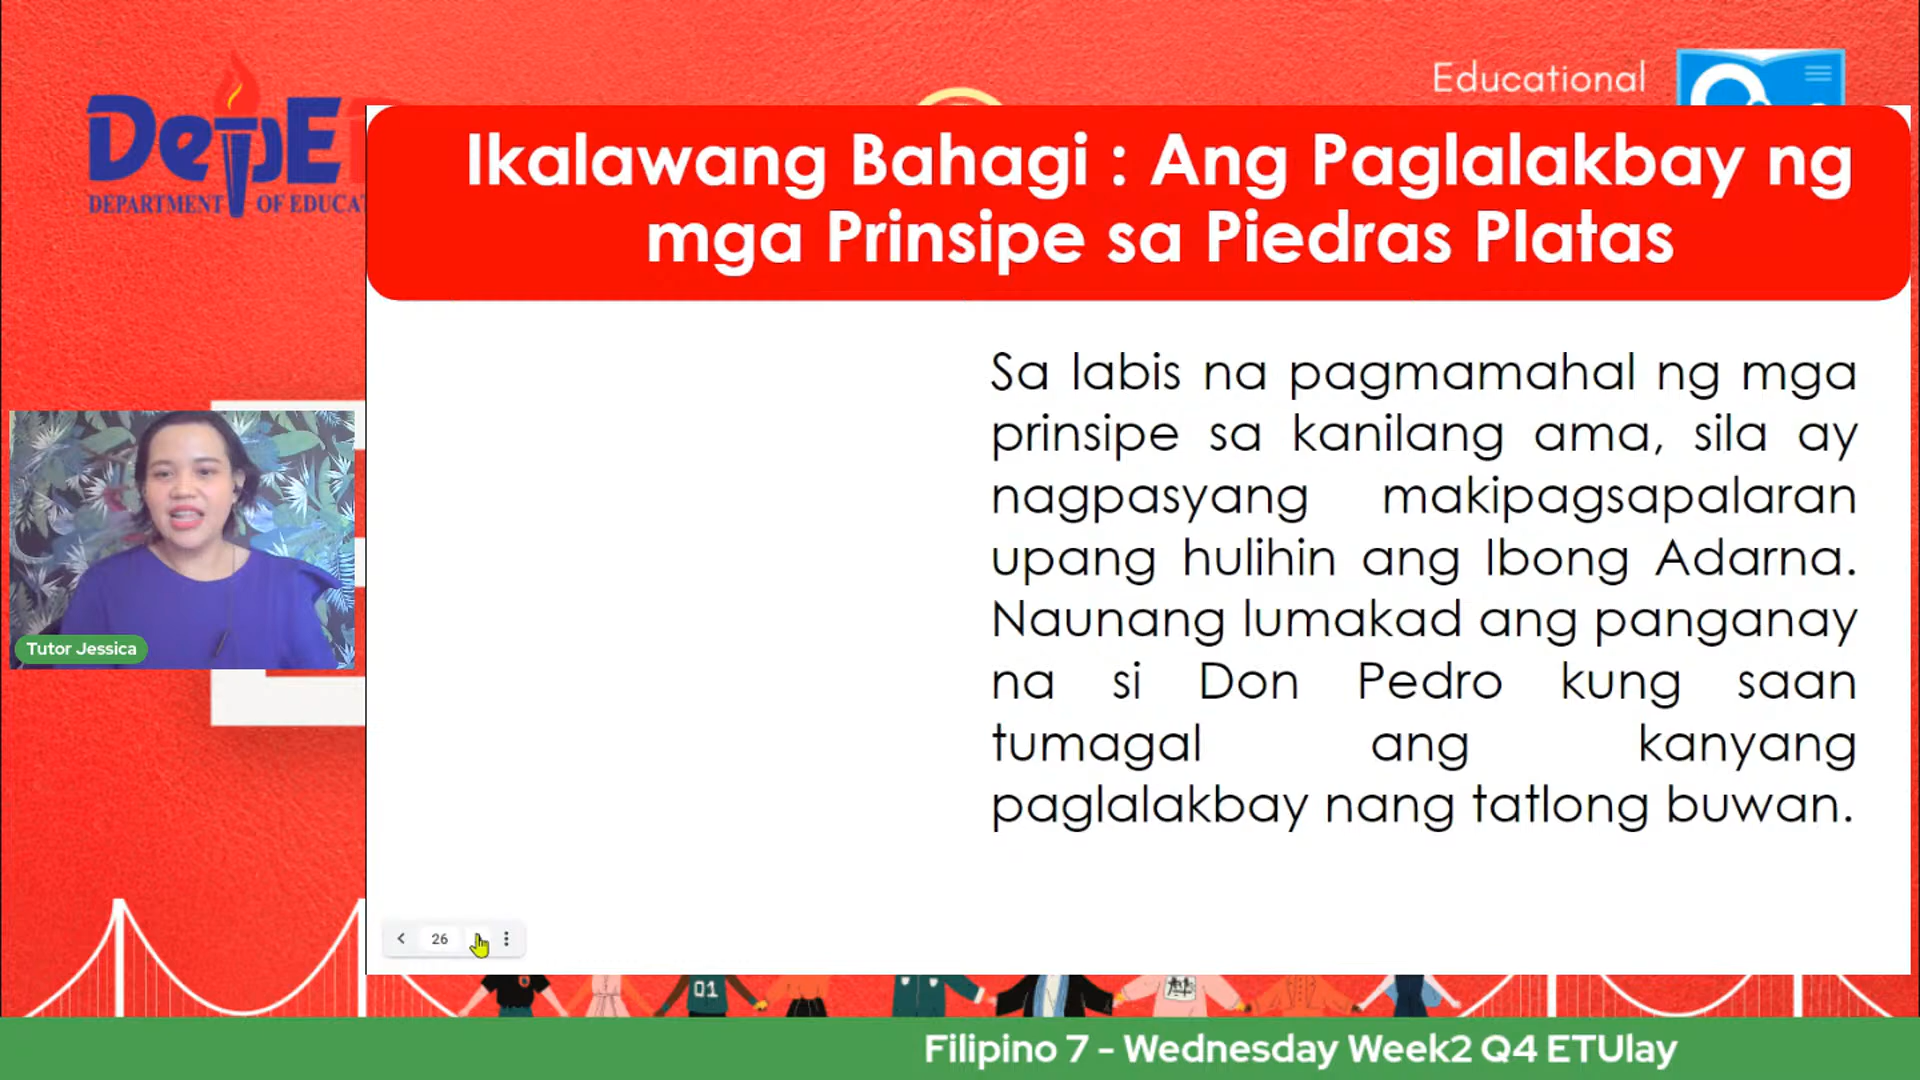 DepE
DEPARTMENT OF EDUCA
Educational
Ikalawang Bahagi : Ang Paglalakbay ng
mga Prinsipe sa Piedras Platas
Sa labis na pagmamahal ng mga
prinsipe sa kanilang ama, sila ay
nagpasyang makipagsapalaran
upang hulihin ang Ibong Adarna.
Naunang lumakad ang panganay
na si Don Pedro kung saan
tumagal ang kanyang
paglalakbay nang tatlong buwan.
Tutor Jessica
26
Q1
Filipino 7 - Wednesday Week2 Q4 ETUlay